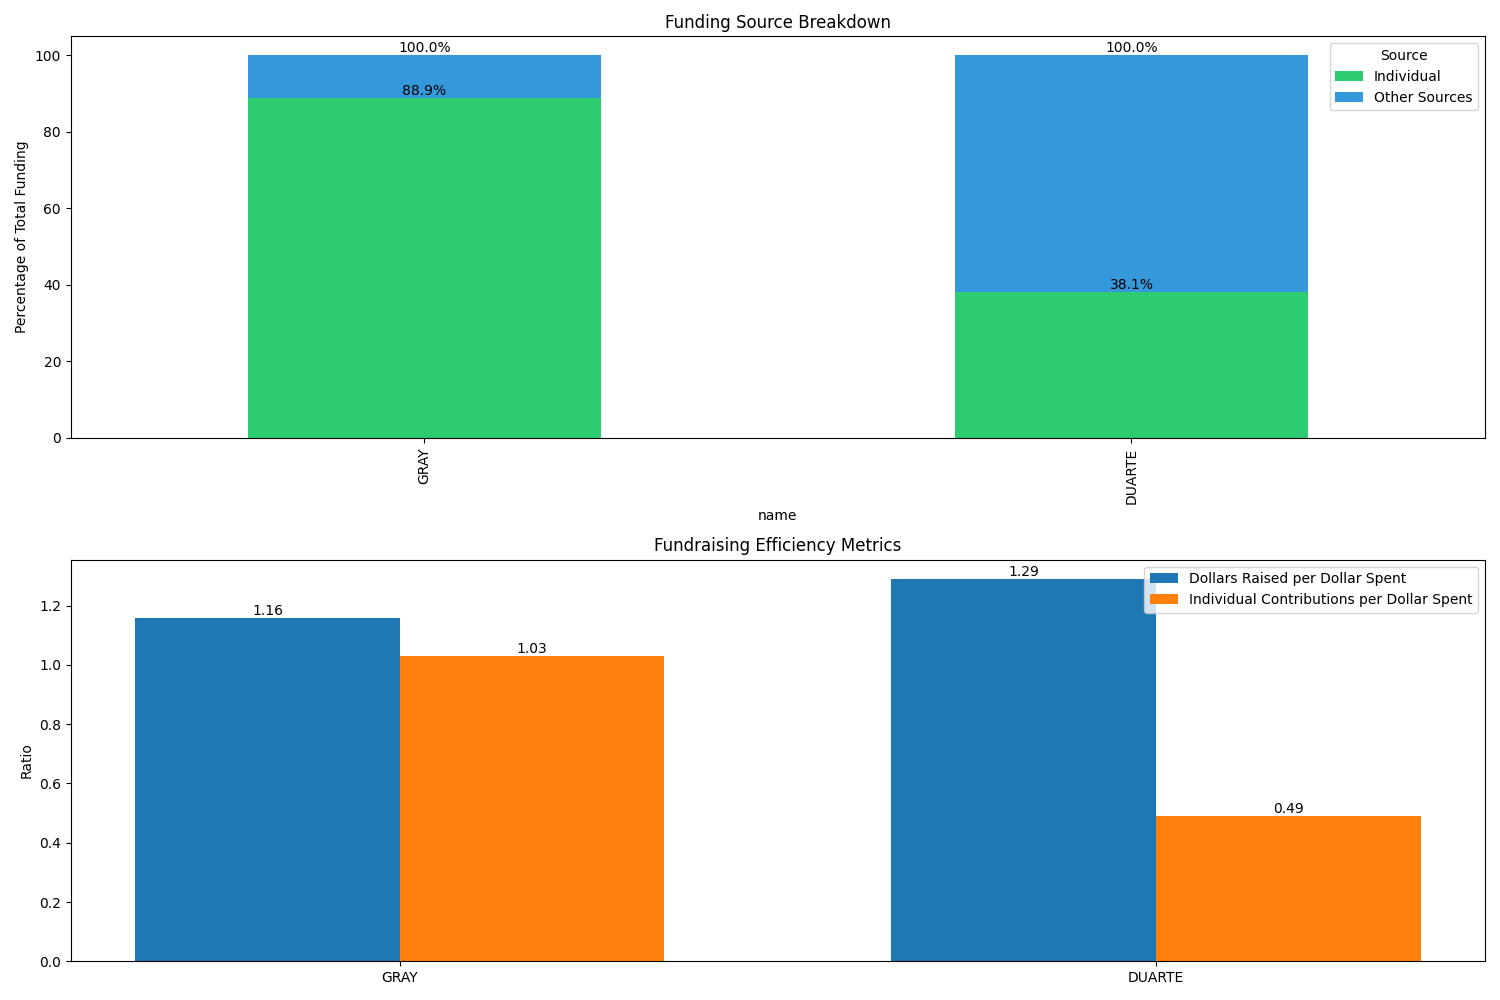 Funding Source Breakdown
Percentage of Total Funding
100
80
60
40
20
0
100.0%
88.9%
100.0%
38.1%
Source
Individual
Other Sources
GRAY
DUARTE
name
Fundraising Efficiency Metrics
Ratio
1.2
1.0
0.8
0.6
0.4
0.2
0.0
1.16
1.03
1.29
0.49
Dollars Raised per Dollar Spent
Individual Contributions per Dollar Spent
GRAY
DUARTE